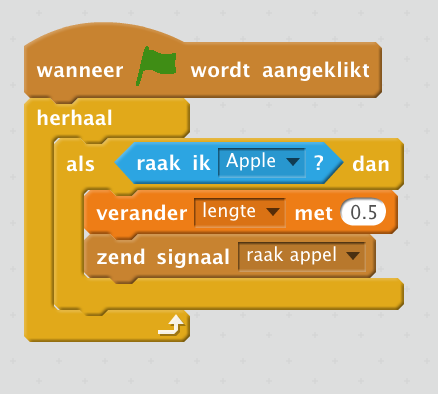 wanneer wordt aangeklikt
herhaal
als raak ik Apple ? dan
verander lengte met 0.5
zend signaal raak appel